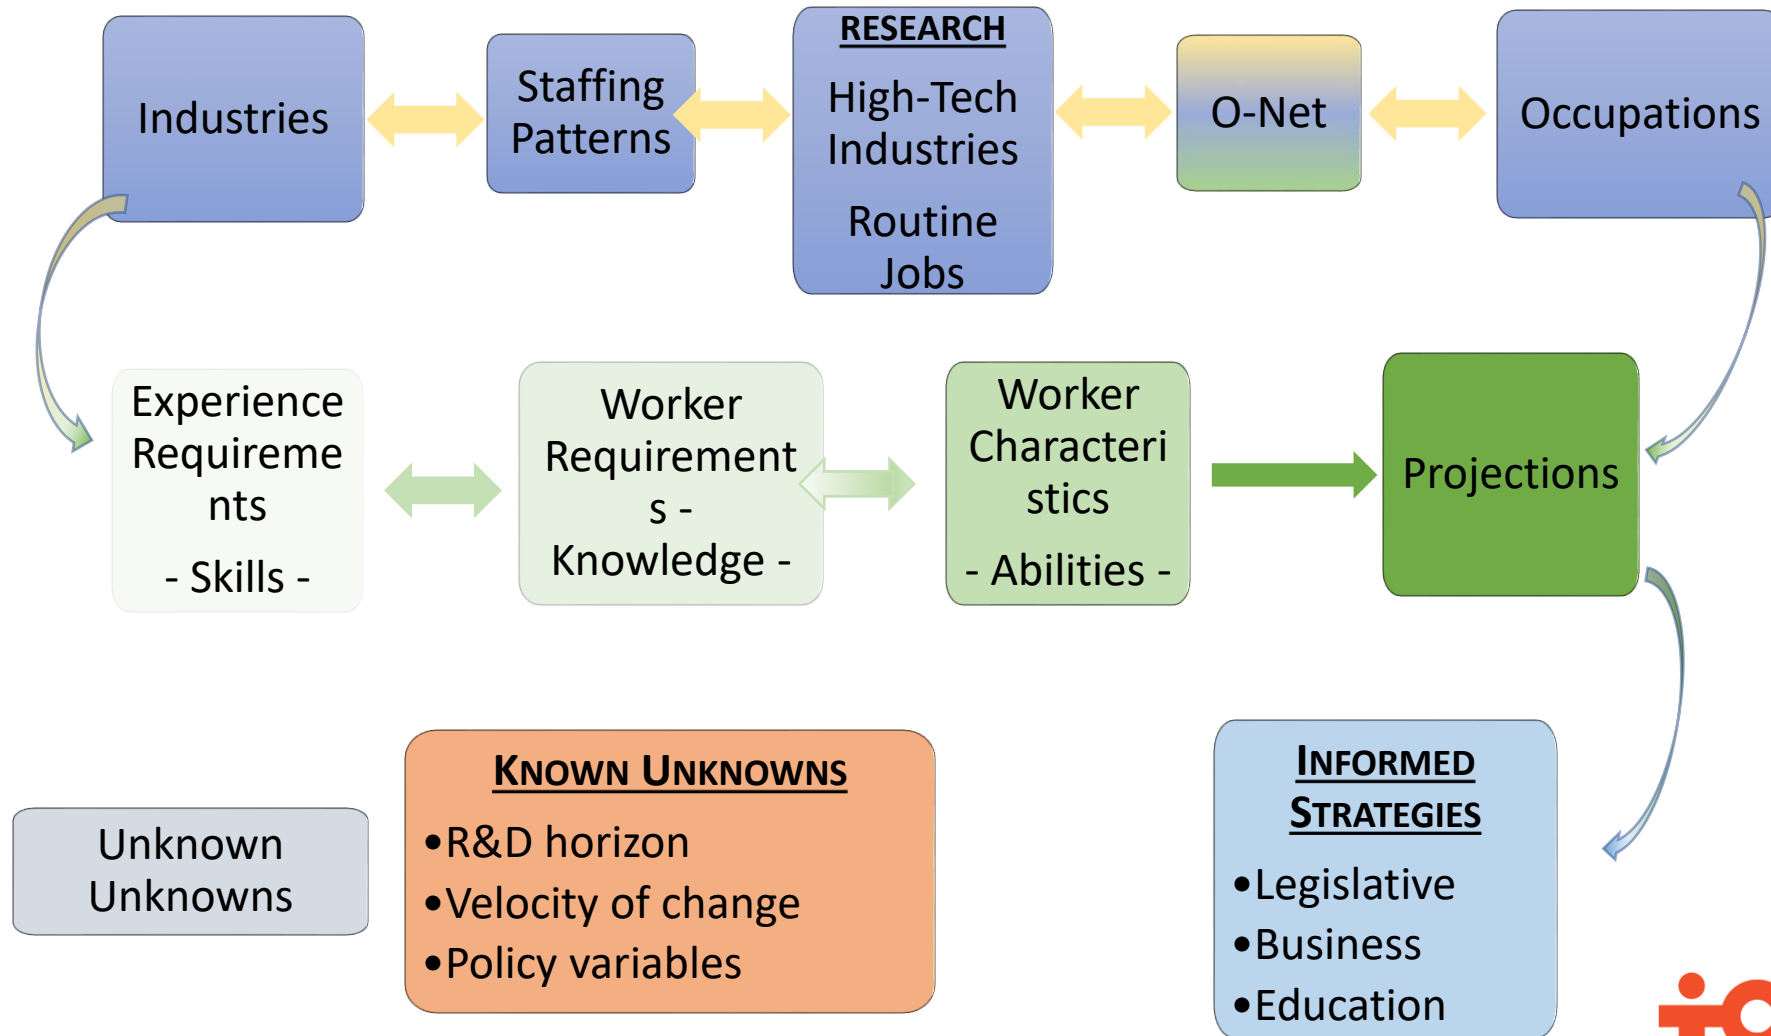 Industries
Staffing
Patterns
RESEARCH
High-Tech
Industries
Routine
Jobs
O-Net
Occupations
Experience
Requireme
nts
- Skills -
Worker
Requirement
s -
Knowledge -
Worker
Characteri
stics
- Abilities -
Projections
Unknown
Unknowns
KNOWN UNKNOWNS
•R&D horizon
•Velocity of change
•Policy variables
INFORMED
STRATEGIES
•Legislative
•Business
•Education